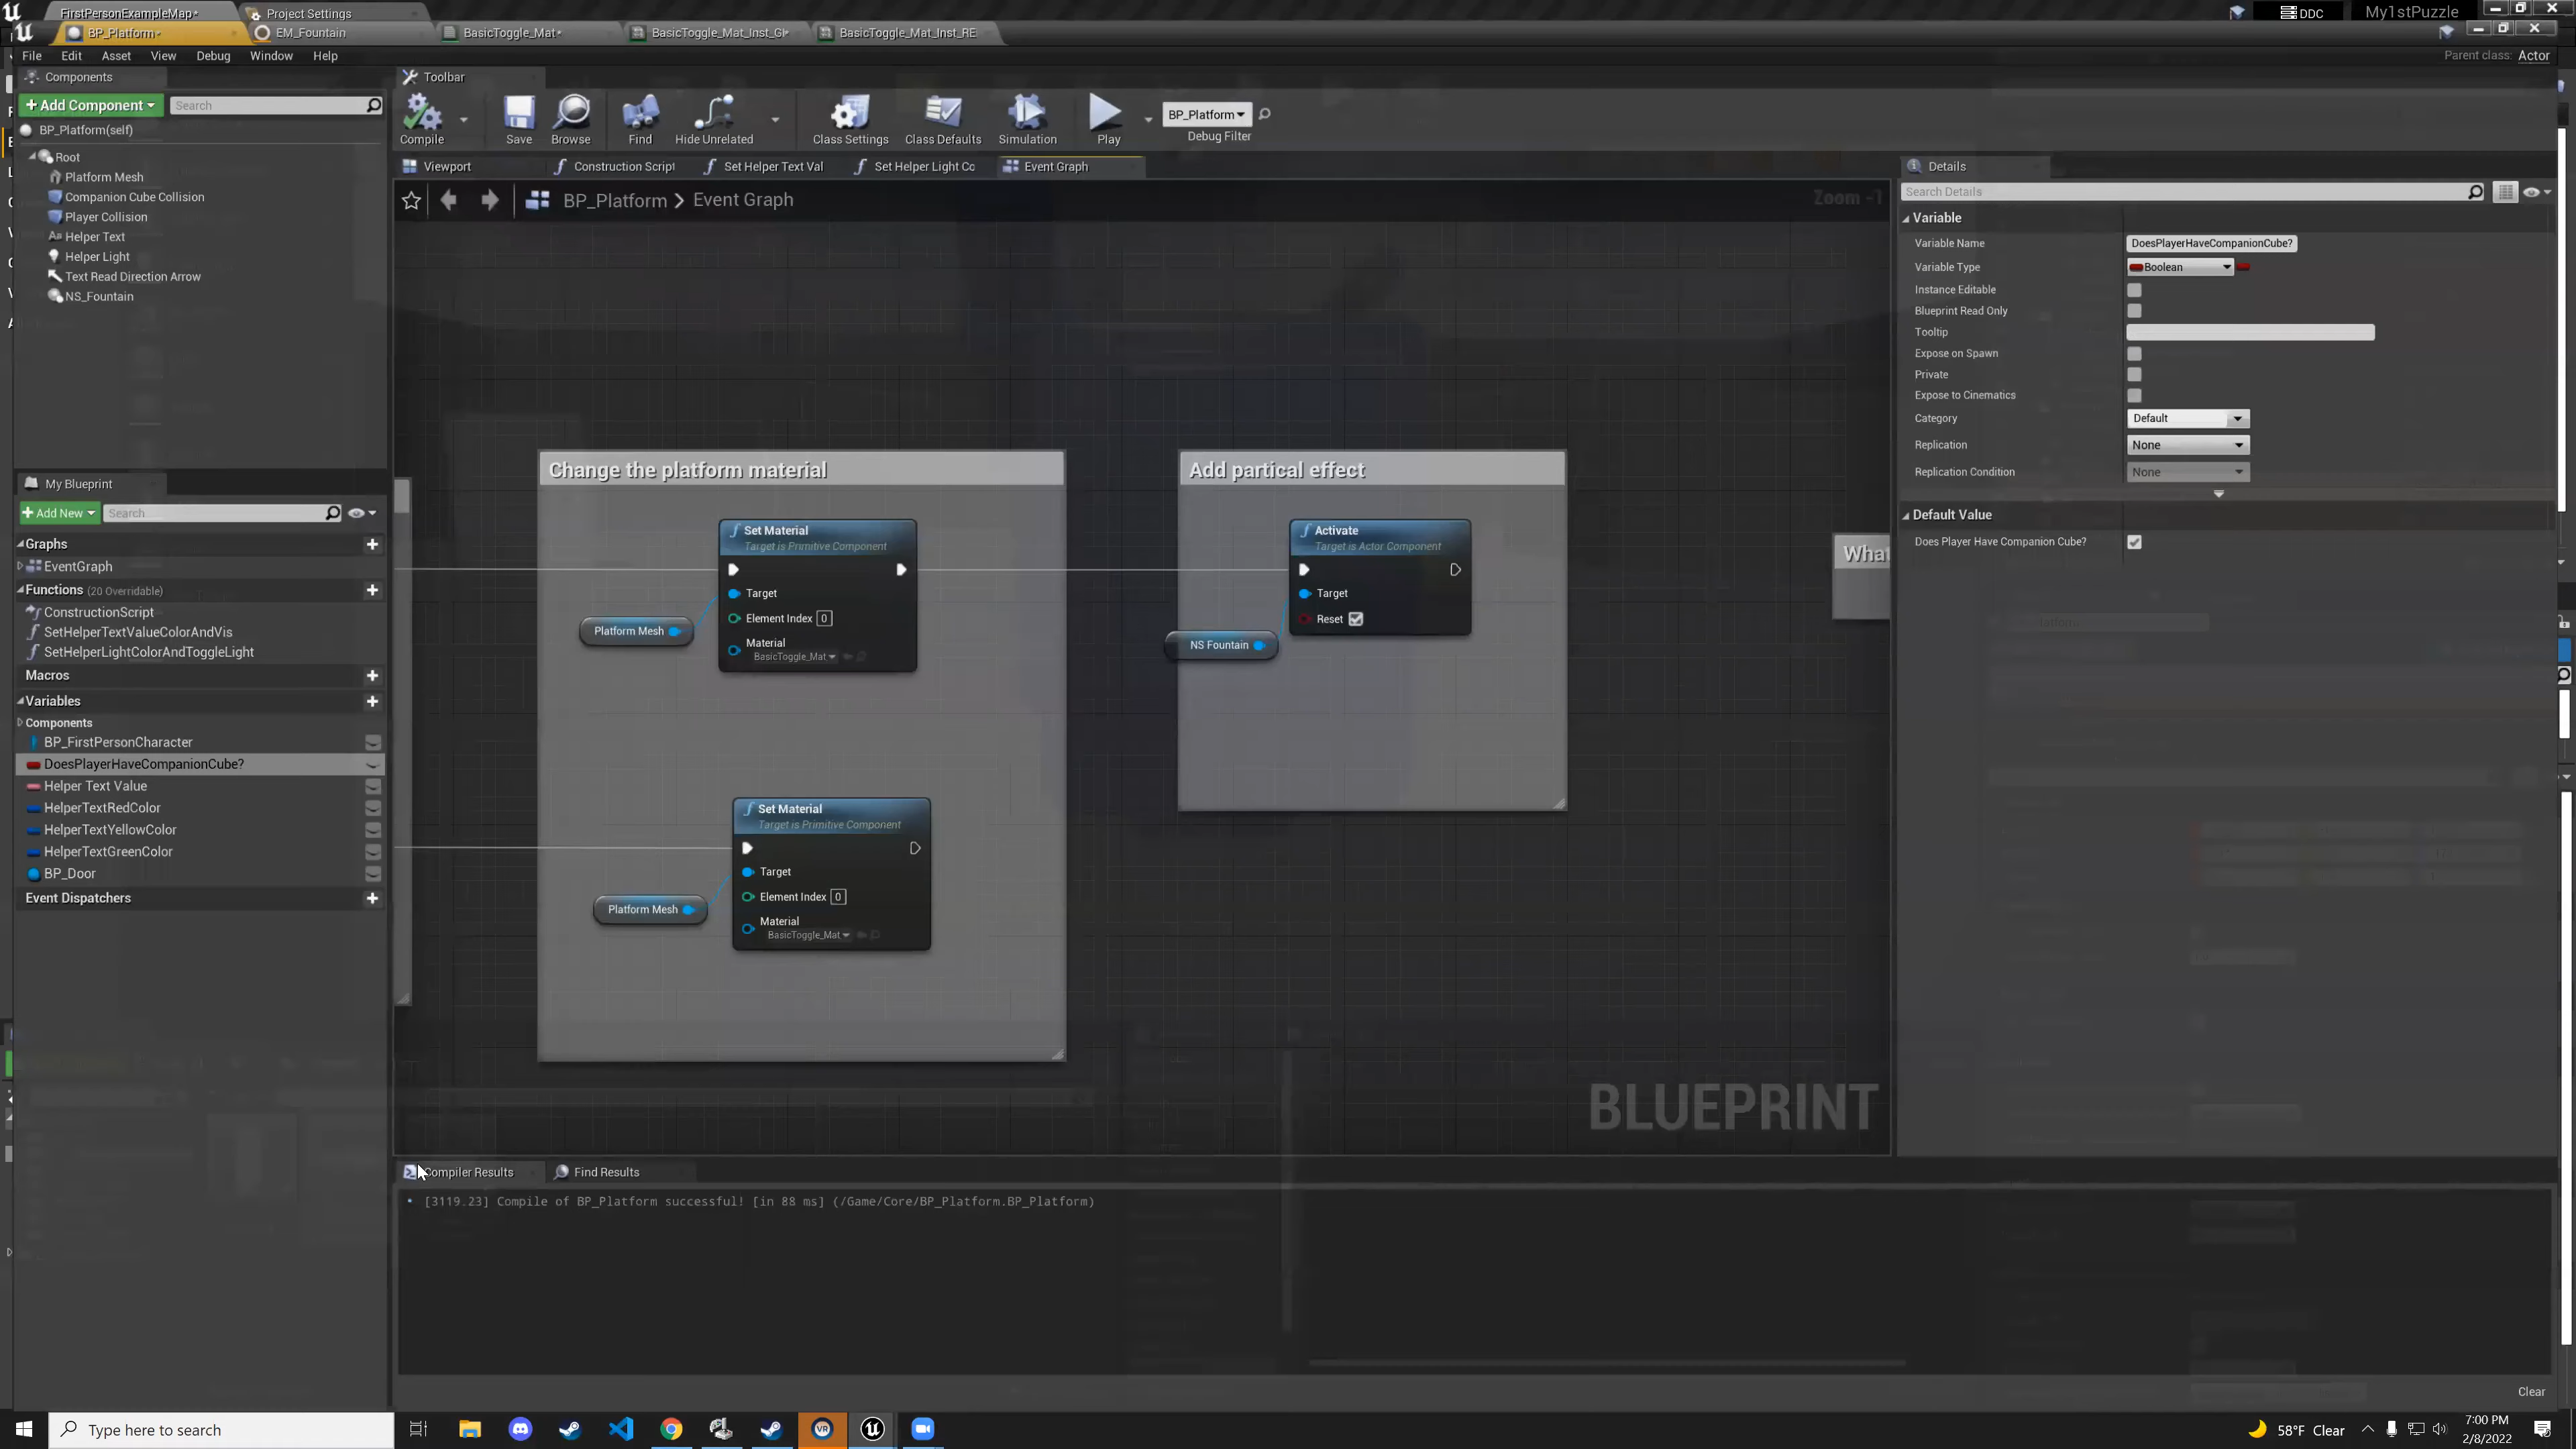 FirstPersonExampleMap*
Project Settings
DDC
My1stPuzzle
BP_Platform*
EM_Fountain
BasicToggle_Mat*
BasicToggle_Mat_Inst_GR*
BasicToggle_Mat_Inst_RE
File
Edit
Asset
View
Debug
Window
Help
Parent class: Actor
Components
Toolbar
+ Add Component
Search
BP_Platform(self)
Root
Platform Mesh
Companion Cube Collision
Player Collision
Helper Text
Helper Light
Text Read Direction Arrow
NS_Fountain
Compile
Save
Browse
Find
Hide Unrelated
Class Settings
Class Defaults
Simulation
Play
BP_Platform
Debug Filter
Viewport
Construction Script
Set Helper Text Val
Set Helper Light Cc
Event Graph
BP_Platform > Event Graph
Zoom -1
Change the platform material
Set Material
Target is Primitive Component
Target
Element Index 0
Material
BasicToggle_Mat
Platform Mesh
Set Material
Target is Primitive Component
Target
Element Index 0
Material
BasicToggle_Mat
Platform Mesh
Add partical effect
Activate
Target is Actor Component
Target
Reset
NS Fountain
What
BLUEPRINT
My Blueprint
+ Add New
Search
Graphs
EventGraph
Functions (20 Overridable)
ConstructionScript
SetHelperTextValueColorAndVis
SetHelperLightColorAndToggleLight
Macros
Variables
Components
BP_FirstPersonCharacter
DoesPlayerHaveCompanionCube?
Helper Text Value
HelperTextRedColor
HelperTextYellowColor
HelperTextGreenColor
BP_Door
Event Dispatchers
Details
Search Details
Variable
Variable Name DoesPlayerHaveCompanionCube?
Variable Type Boolean
Instance Editable
Blueprint Read Only
Tooltip
Expose on Spawn
Private
Expose to Cinematics
Category Default
Replication None
Replication Condition None
Default Value
Does Player Have Companion Cube?
Compiler Results
Find Results
[3119.23] Compile of BP_Platform successful! [in 88 ms] (/Game/Core/BP_Platform.BP_Platform)
Clear
Type here to search
VR
58°F Clear
7:00 PM
2/8/2022